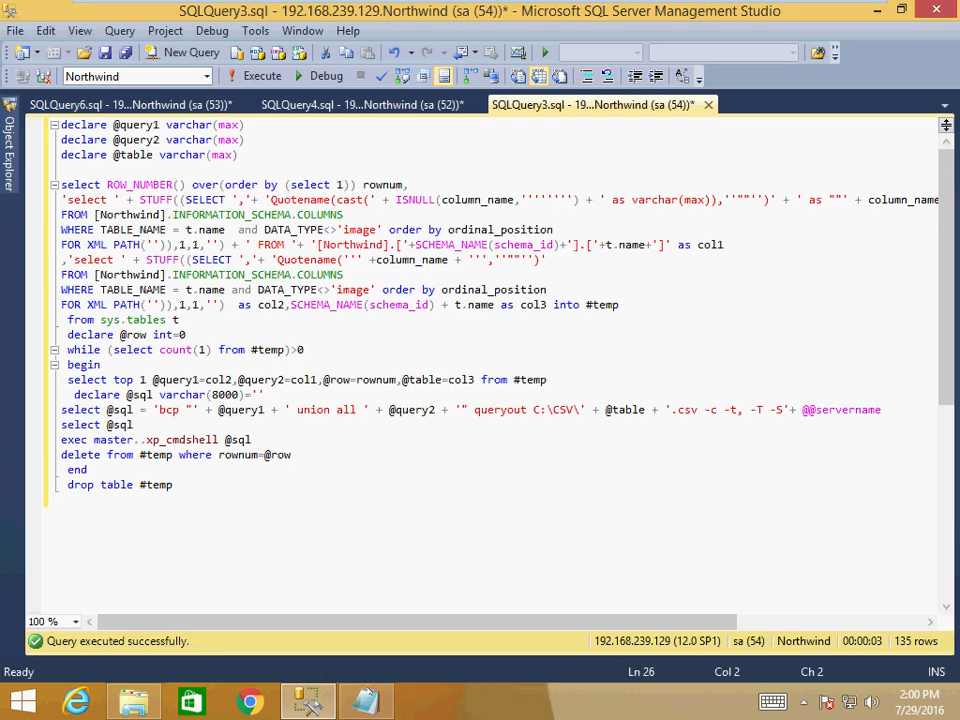 SQLQuery3.sql - 192.168.239.129.Northwind (sa (54))* - Microsoft SQL Server Management Studio
File Edit View Query Project Debug Tools Window Help
New Query
Northwind Execute Debug
SQLQuery6.sql - 19...Northwind (sa (53))* SQLQuery4.sql - 19...Northwind (sa (52))* SQLQuery3.sql - 19...Northwind (sa (54))*
Object Explorer
declare @query1 varchar(max)
declare @query2 varchar(max)
declare @table varchar(max)
select ROW_NUMBER() over(order by (select 1)) rownum,
'select ' + STUFF((SELECT ','+ 'Quotename(cast(' + ISNULL(column_name,'''''''') + ' as varchar(max)),''""'')' + ' as ""' + column_name
FROM [Northwind].INFORMATION_SCHEMA.COLUMNS
WHERE TABLE_NAME = t.name  and DATA_TYPE<>'image' order by ordinal_position
FOR XML PATH('')),1,1,'') + ' FROM '+ '[Northwind].['+SCHEMA_NAME(schema_id)+'].['+t.name+']' as col1
,'select ' + STUFF((SELECT ','+ 'Quotename(''' +column_name + ''',''""'')'
FROM [Northwind].INFORMATION_SCHEMA.COLUMNS
WHERE TABLE_NAME = t.name and DATA_TYPE<>'image' order by ordinal_position
FOR XML PATH('')),1,1,'')  as col2,SCHEMA_NAME(schema_id) + t.name as col3 into #temp
from sys.tables t
declare @row int=0
while (select count(1) from #temp)>0
begin
select top 1 @query1=col2,@query2=col1,@row=rownum,@table=col3 from #temp
declare @sql varchar(8000)=''
select @sql = 'bcp "' + @query1 + ' union all ' + @query2 + '" queryout C:\CSV\' + @table + '.csv -c -t, -T -S'+ @@servername
select @sql
exec master..xp_cmdshell @sql
delete from #temp where rownum=@row
end
drop table #temp
100 %
Query executed successfully. 192.168.239.129 (12.0 SP1) sa (54) Northwind 00:00:03 135 rows
Ready Ln 26 Col 2 Ch 2 INS
2:00 PM
7/29/2016